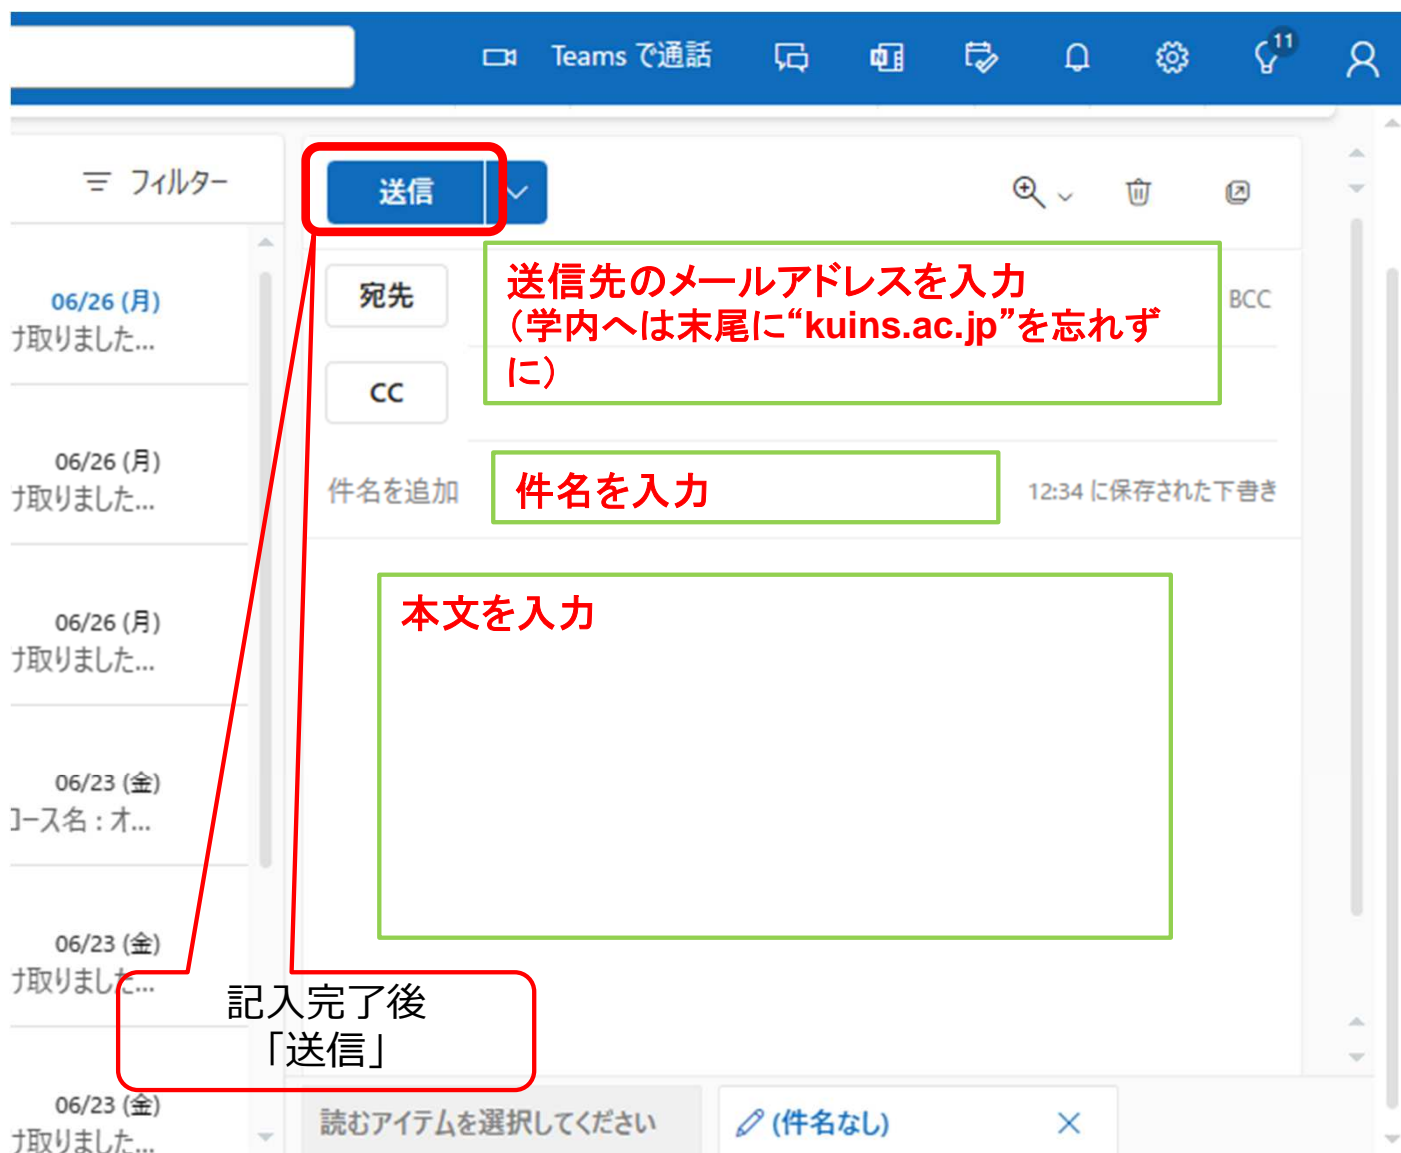 Teams で通話
11
フィルター
送信
宛先
送信先のメールアドレスを入力
（学内へは末尾に“kuins.ac.jp”を忘れず
に）
BCC
CC
件名を追加
件名を入力
12:34 に保存された下書き
本文を入力
06/26 (月)
け取りました...
06/26 (月)
け取りました...
06/26 (月)
け取りました...
06/23 (金)
コース名 : オ...
06/23 (金)
け取りました...
06/23 (金)
け取りました...
記入完了後
「送信」
読むアイテムを選択してください
(件名なし)